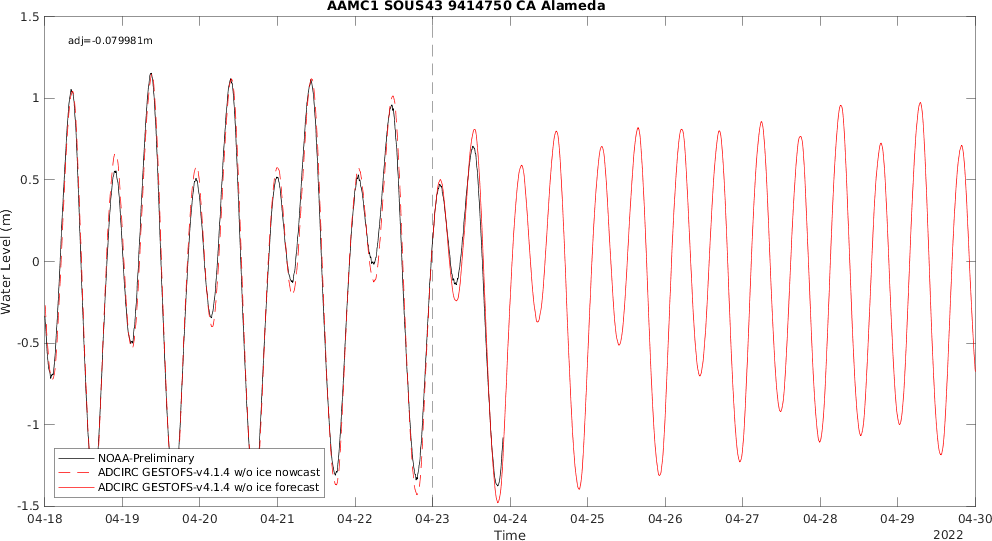 AAMC1 SOUS43 9414750 CA Alameda
adj=-0.079981m
1.5
1
0.5
0
-0.5
-1
-1.5
Water Level (m)
NOAA-Preliminary
ADCIRC GESTOFS-v4.1.4 w/o ice nowcast
ADCIRC GESTOFS-v4.1.4 w/o ice forecast
04-18 04-19 04-20 04-21 04-22 04-23 04-24 04-25 04-26 04-27 04-28 04-29 04-30
Time
2022